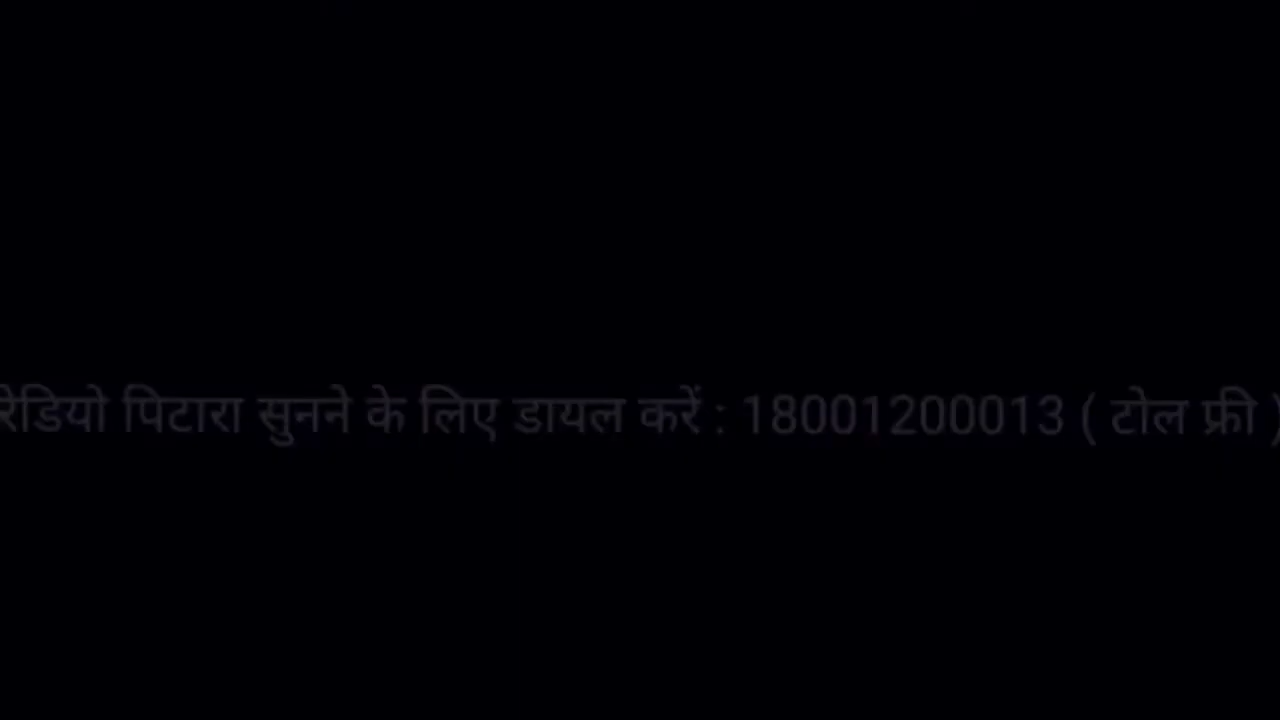 रेडियो पिटारा सुनने के लिए डायल करें : 18001200013 ( टोल फ्री )